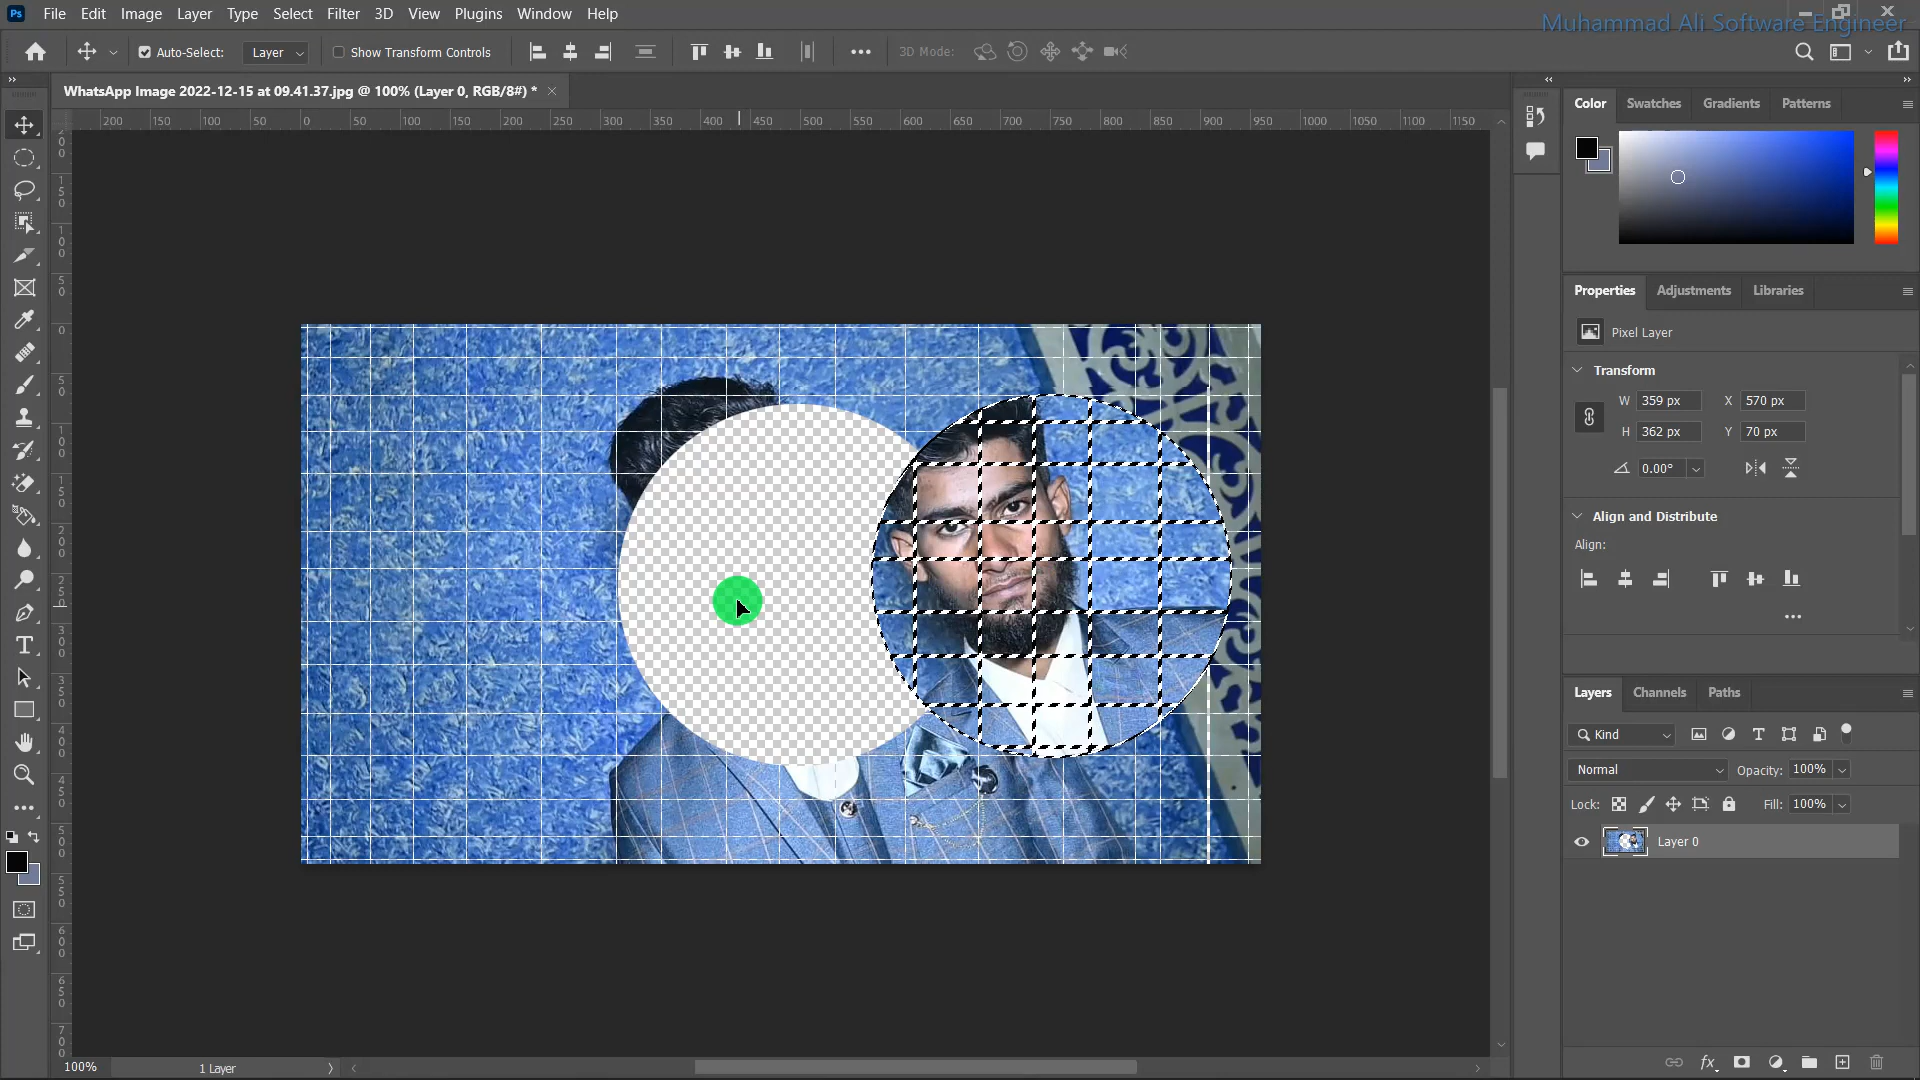 Ps File Edit Image Layer Type Select Filter 3D View Plugins Window Help
Muhammad Ali Software Engineer
Auto-Select: Layer Show Transform Controls 3D Mode:
WhatsApp Image 2022-12-15 at 09.41.37.jpg @ 100% (Layer 0, RGB/8#) *
200 150 100 50 0 50 100 150 200 250 300 350 400 450 500 550 600 650 700 750 800 850 900 950 1000 1050 1100 1150
Color Swatches Gradients Patterns
Properties Adjustments Libraries
Pixel Layer
Transform
W 359 px X 570 px
H 362 px Y 70 px
0.00°
Align and Distribute
Align:
Layers Channels Paths
Kind
Normal Opacity: 100%
Lock: Fill: 100%
Layer 0
100% 1 Layer